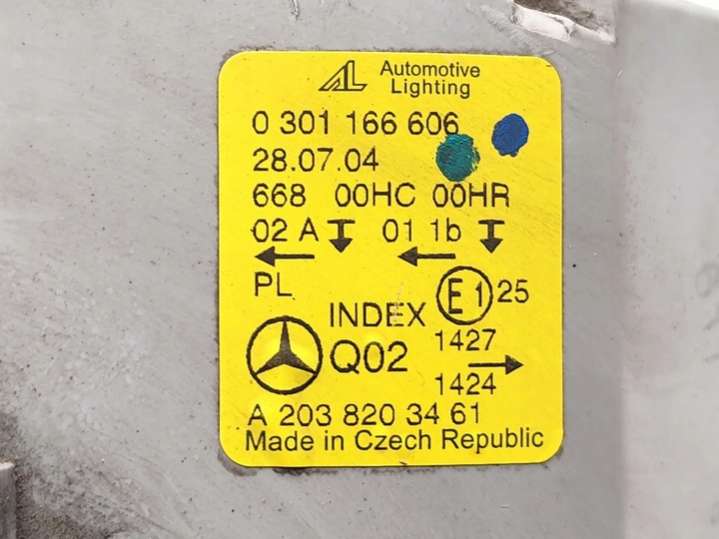 AL Automotive
Lighting
0 301 166 606
28.07.04
668 00HC 00HR
02 A 01 1b
PL
E1 25
INDEX
Q02
1427
1424
A 203 820 34 61
Made in Czech Republic